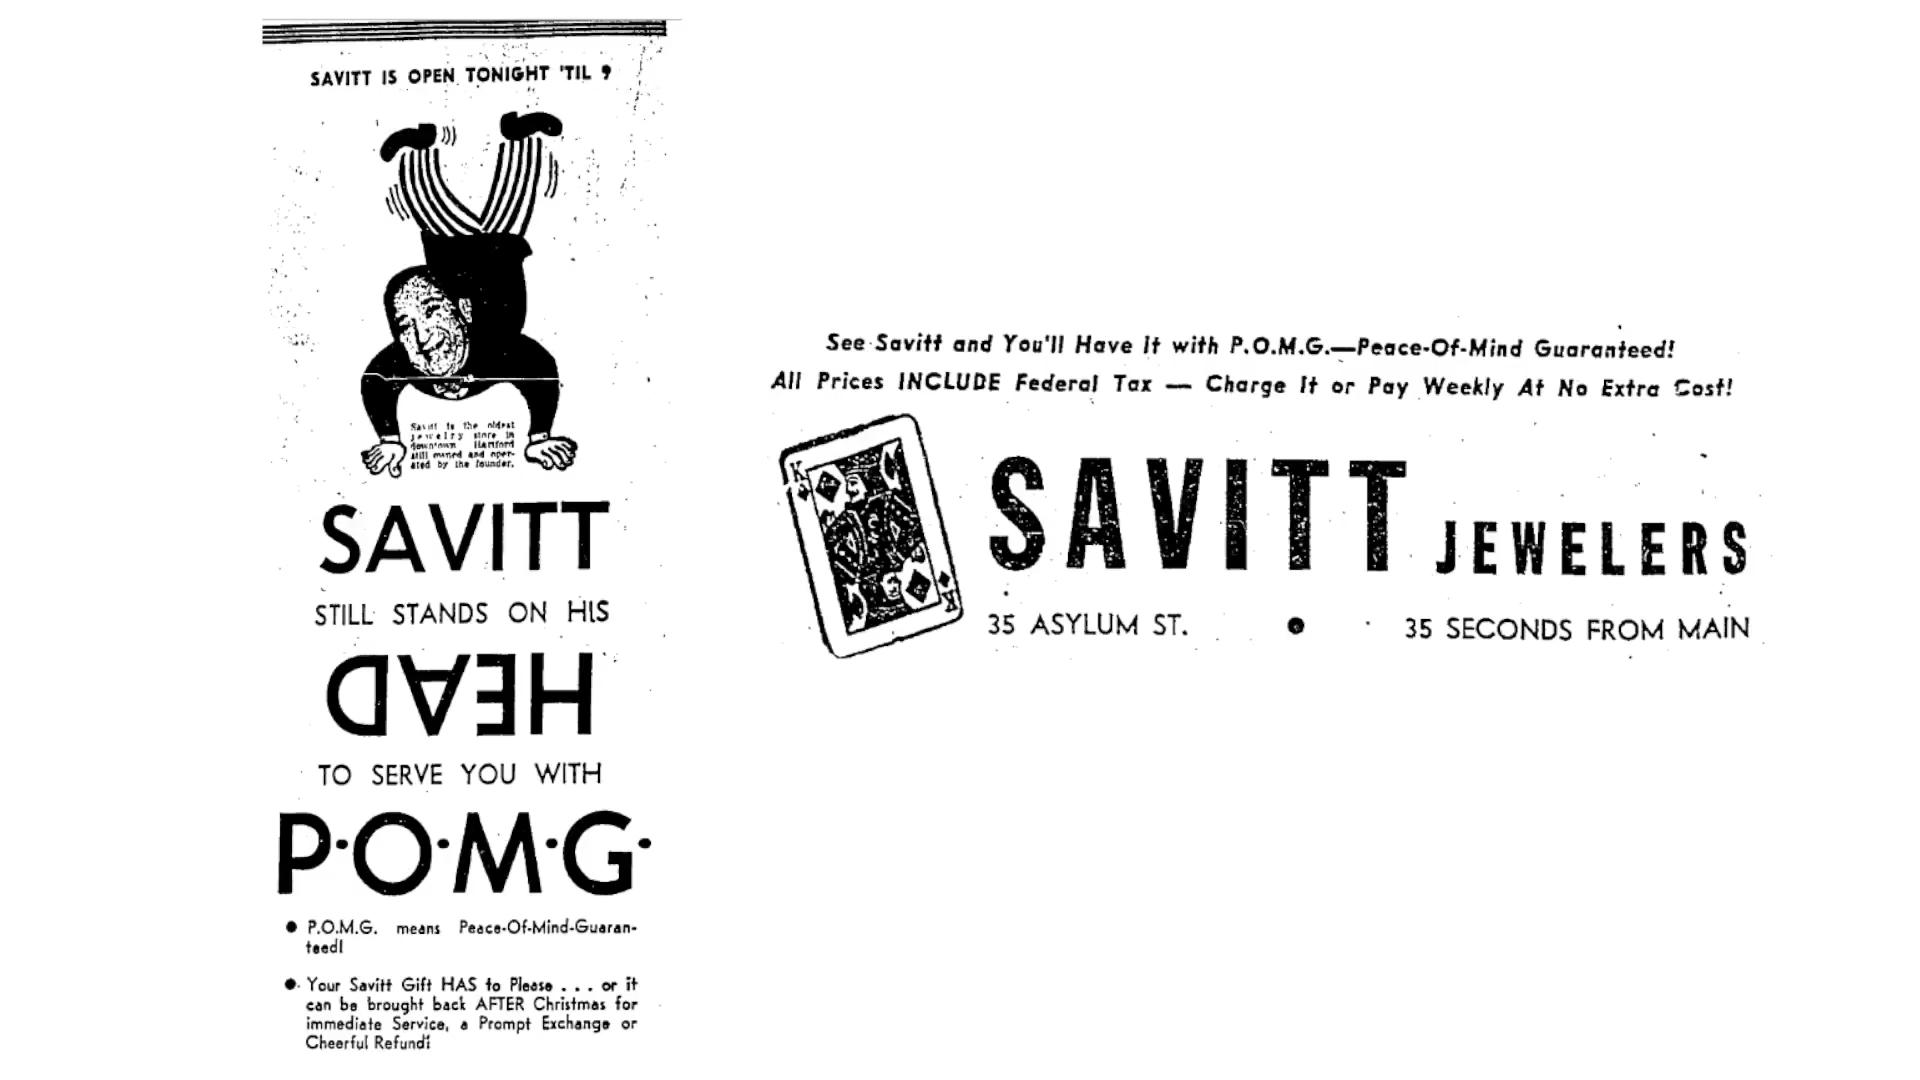 SAVITT IS OPEN TONIGHT 'TIL 9
Savitt is the oldest
jewelry store in
downtown Hartford
still owned and oper-
ated by the founder.
SAVITT
STILL STANDS ON HIS
HEAD
TO SERVE YOU WITH
P·O·M·G·
● P.O.M.G. means Peace-Of-Mind-Guaran-
teed!
● Your Savitt Gift HAS to Please . . . or it
can be brought back AFTER Christmas for
immediate Service, a Prompt Exchange or
Cheerful Refund!
See Savitt and You'll Have It with P.O.M.G.—Peace-Of-Mind Guaranteed!
All Prices INCLUDE Federal Tax — Charge It or Pay Weekly At No Extra Cost!
K
K
SAVITT JEWELERS
35 ASYLUM ST. ● 35 SECONDS FROM MAIN